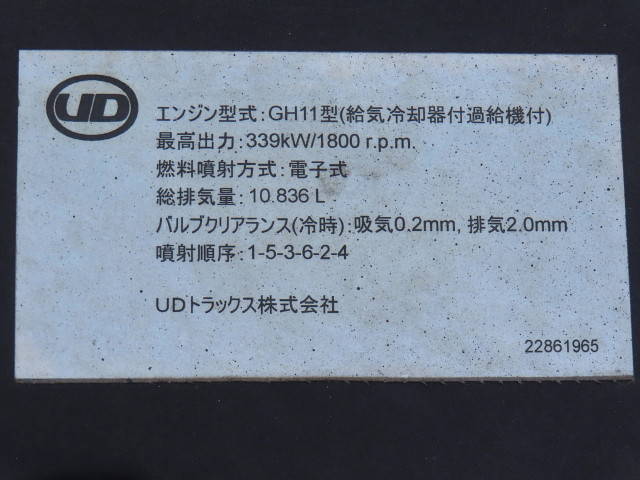 UD
エンジン型式:GH11型(給気冷却器付過給機付)
最高出力:339kW/1800 r.p.m.
燃料噴射方式:電子式
総排気量:10.836 L
バルブクリアランス(冷時):吸気0.2mm, 排気2.0mm
噴射順序:1-5-3-6-2-4
UDトラックス株式会社
22861965